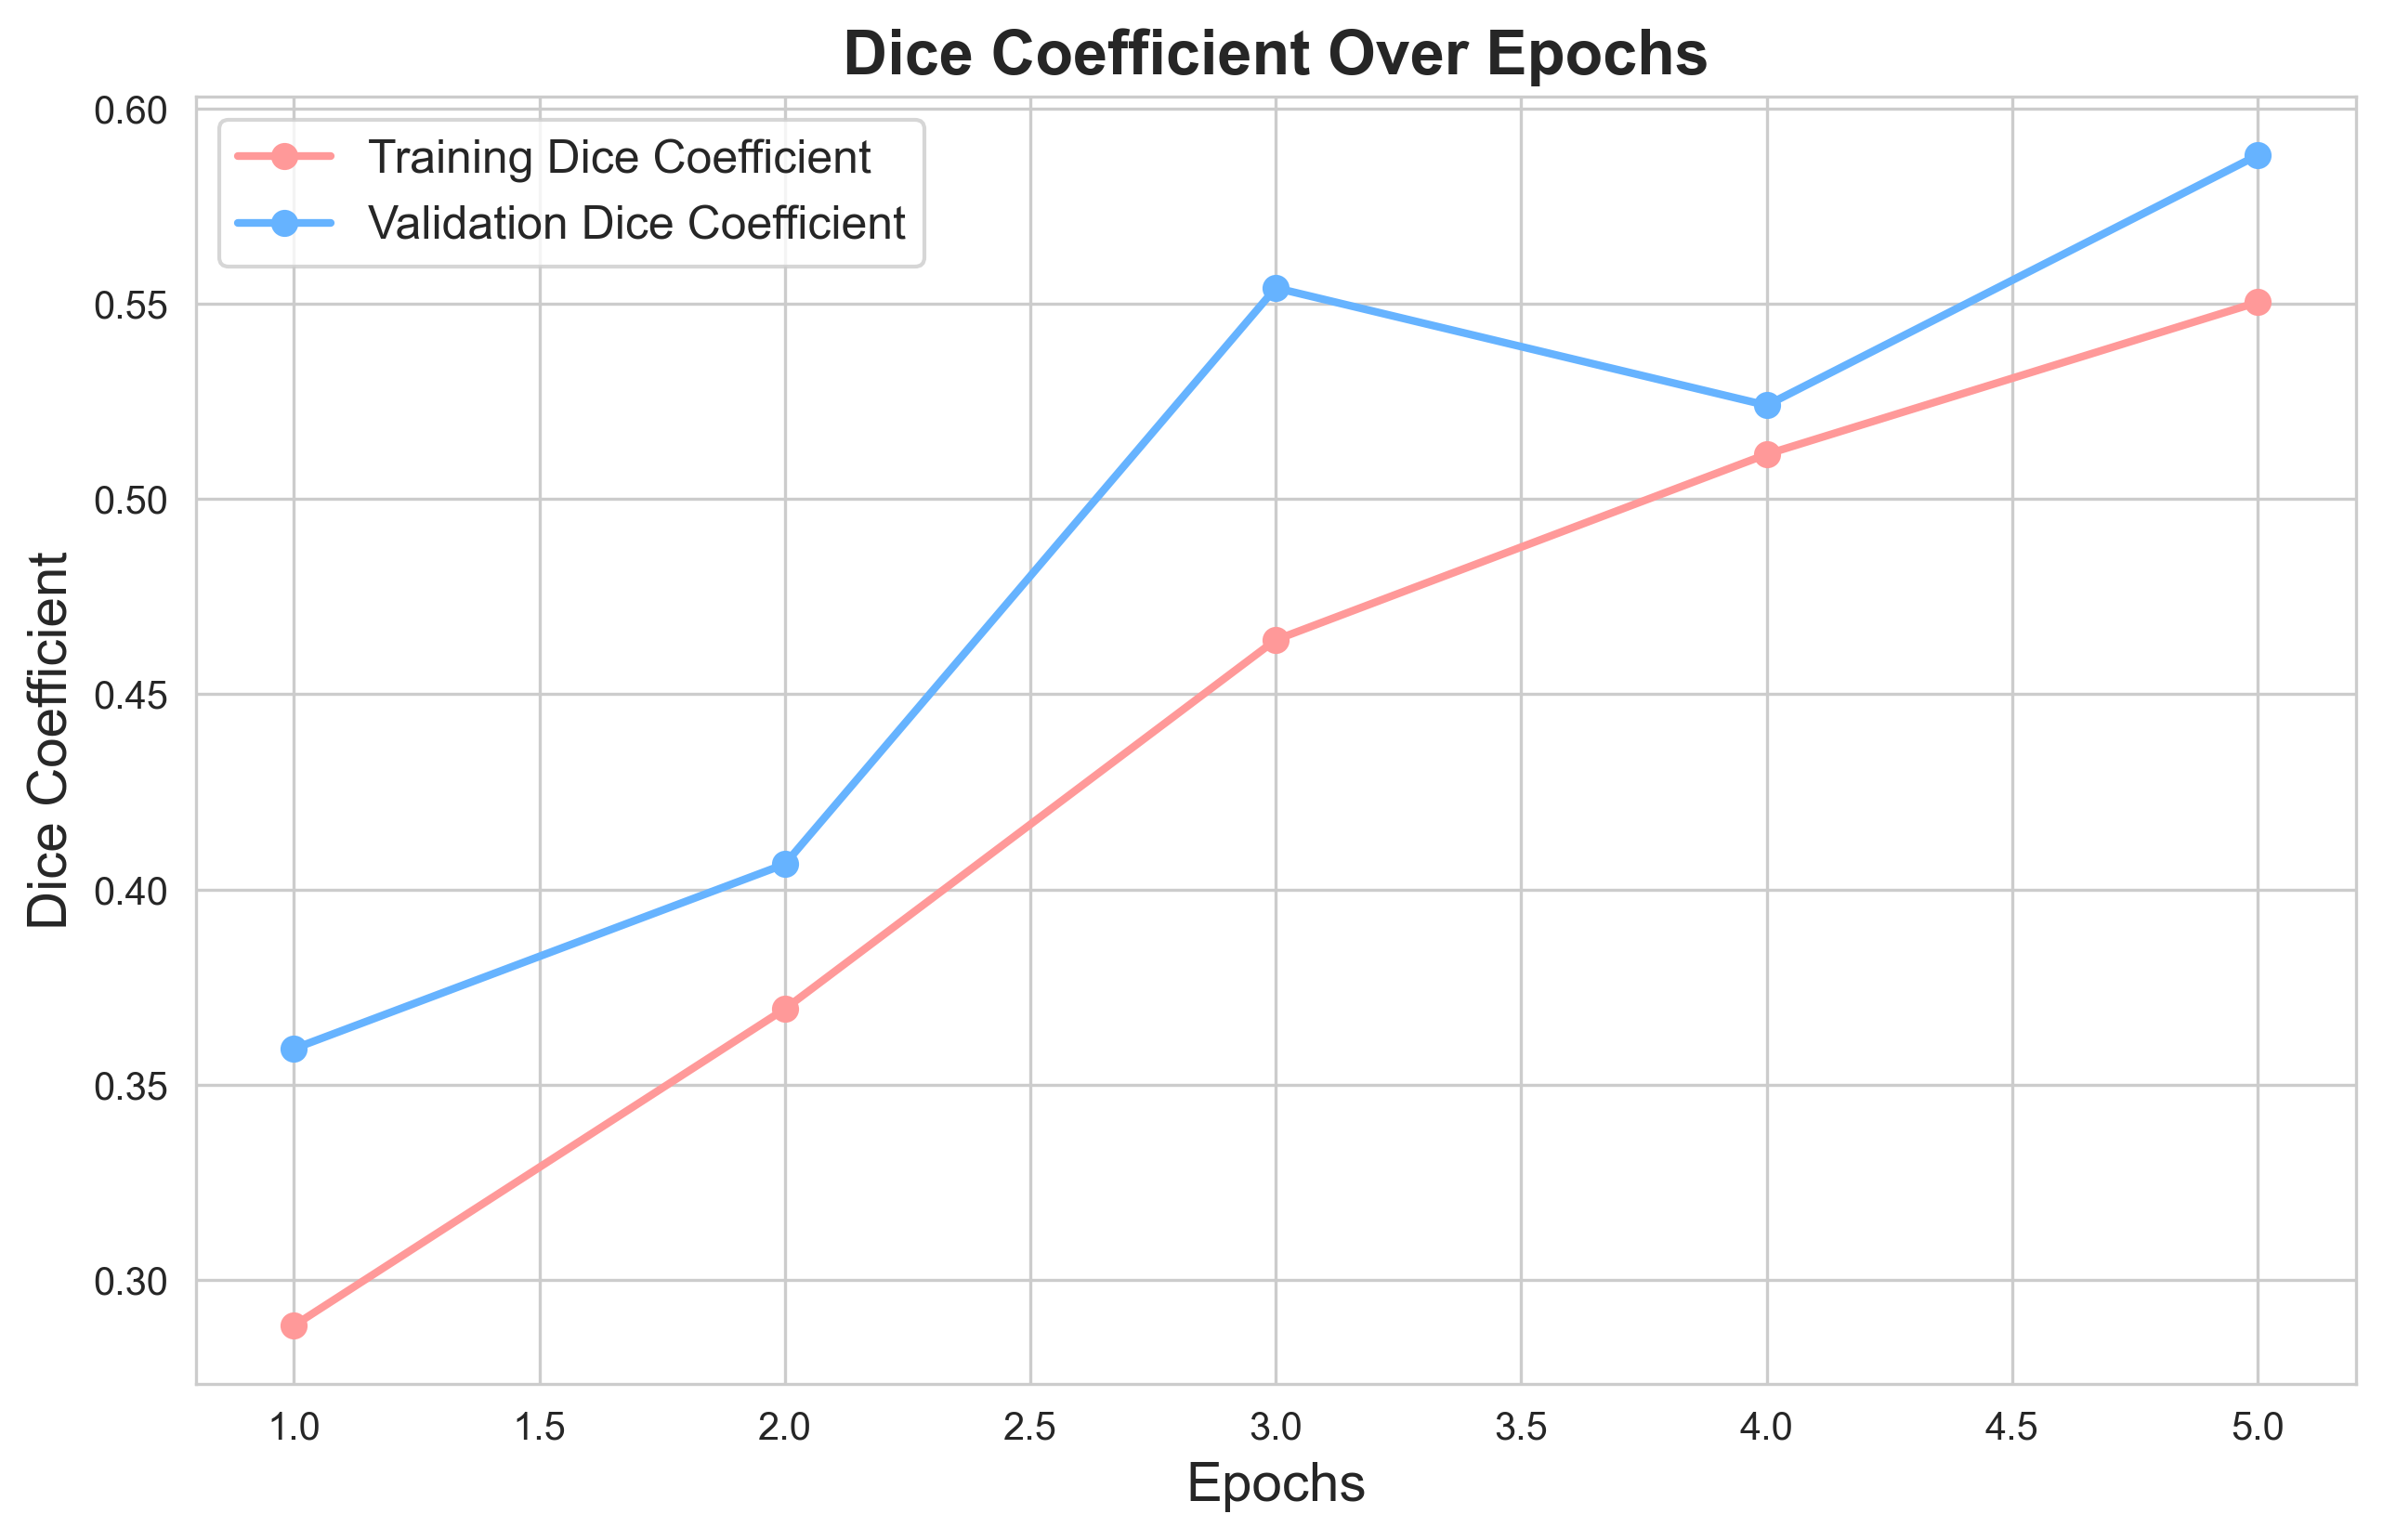 Dice Coefficient Over Epochs
0.60
Training Dice Coefficient
Validation Dice Coefficient
0.55
0.50
0.45
0.40
0.35
0.30
Dice Coefficient
1.0 1.5 2.0 2.5 3.0 3.5 4.0 4.5 5.0
Epochs